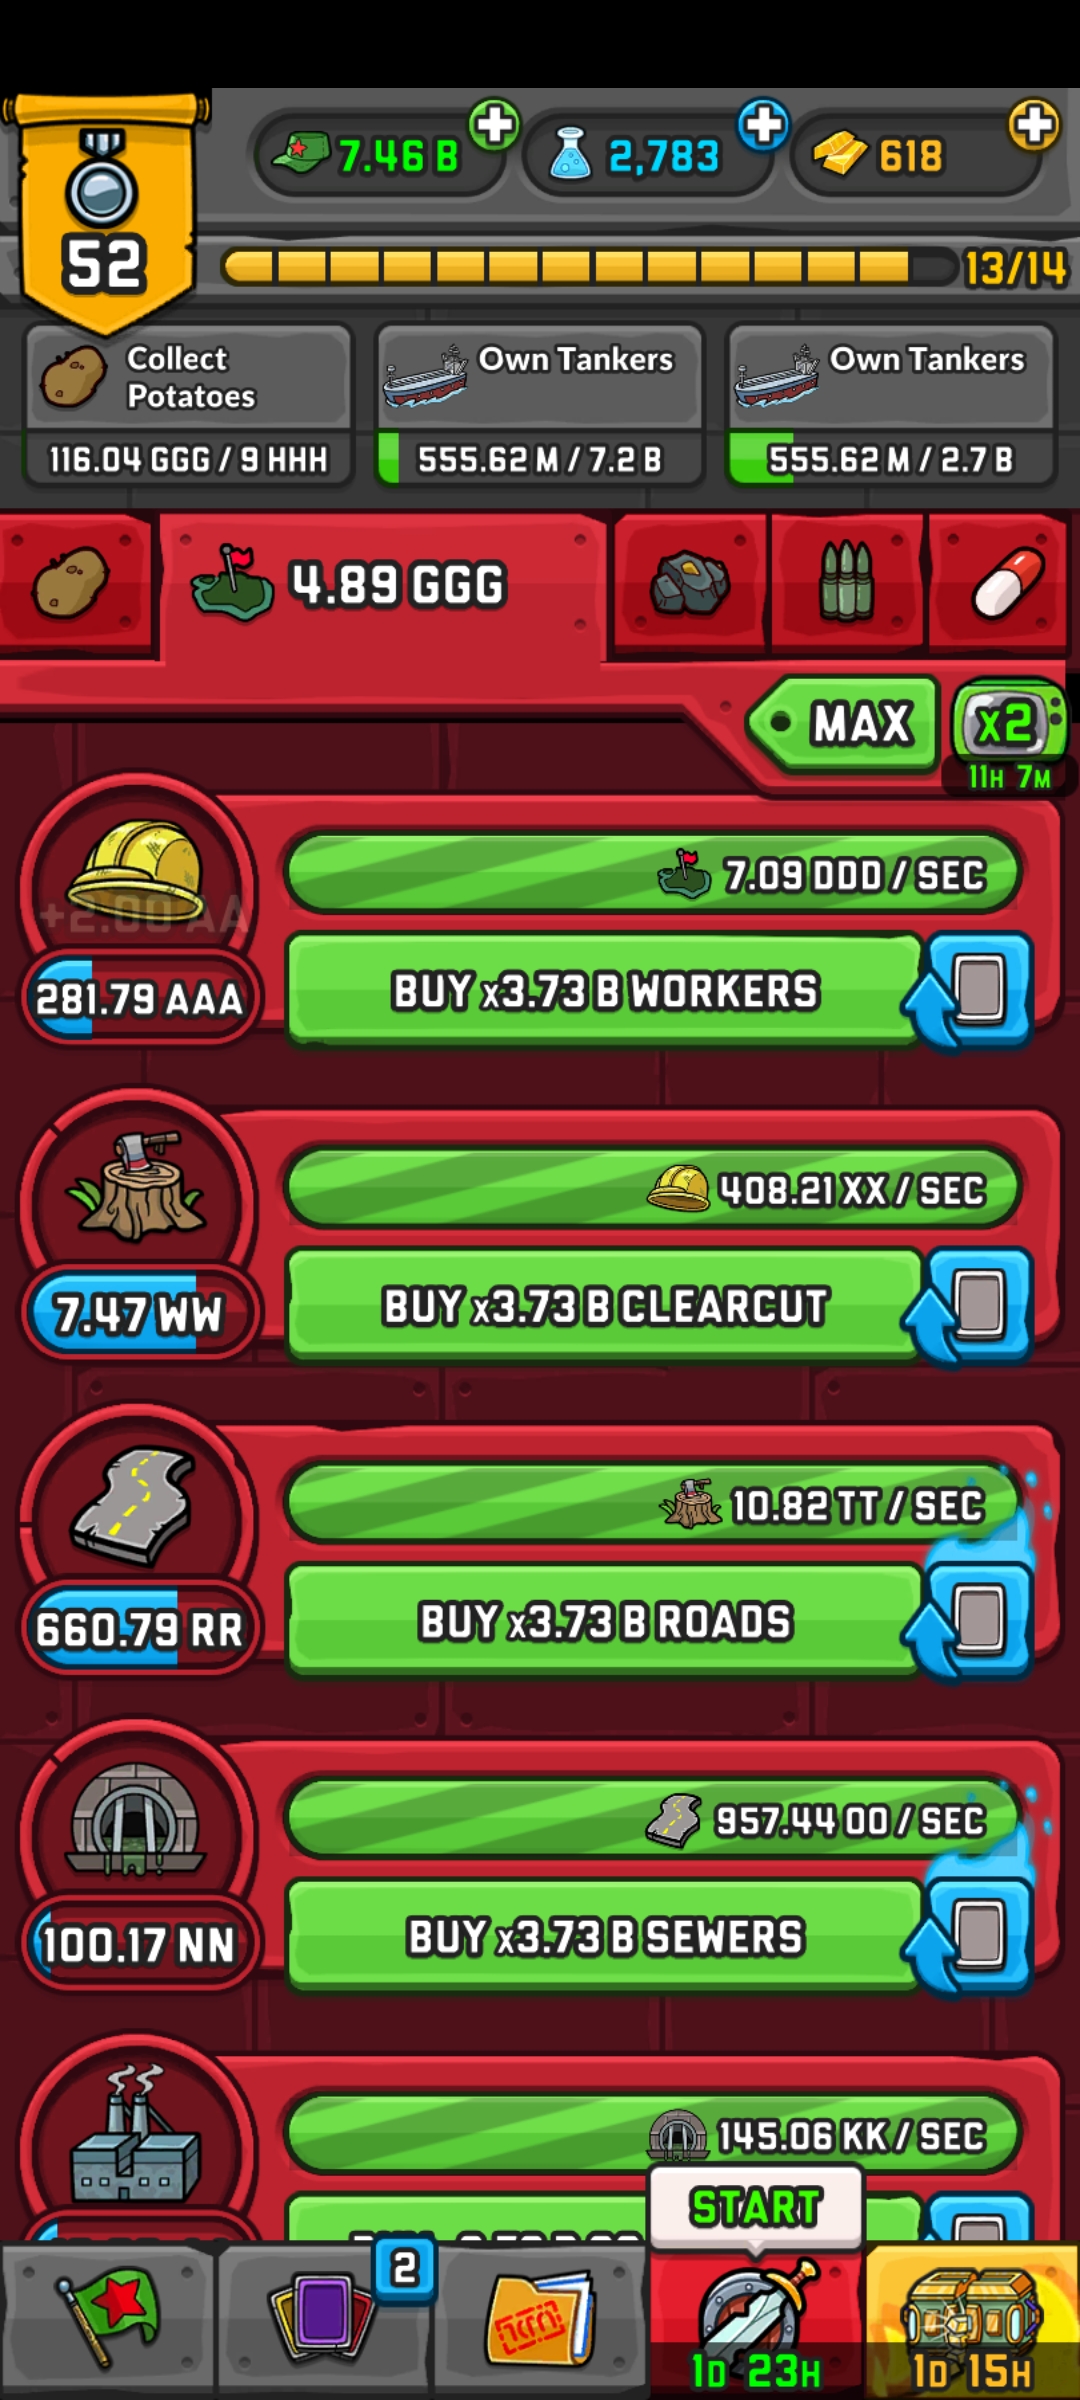 7.46 B
2,783
618
52
13/14
Collect
Potatoes
116.04 GGG / 9 HHH
Own Tankers
555.62 M / 7.2 B
Own Tankers
555.62 M / 2.7 B
4.89 GGG
MAX
x2
11H 7M
7.09 DDD / SEC
+2.00 AA
281.79 AAA
BUY x3.73 B WORKERS
408.21 XX / SEC
7.47 WW
BUY x3.73 B CLEARCUT
10.82 TT / SEC
660.79 RR
BUY x3.73 B ROADS
957.44 OO / SEC
100.17 NN
BUY x3.73 B SEWERS
145.06 KK / SEC
START
2
1D 23H
1D 15H